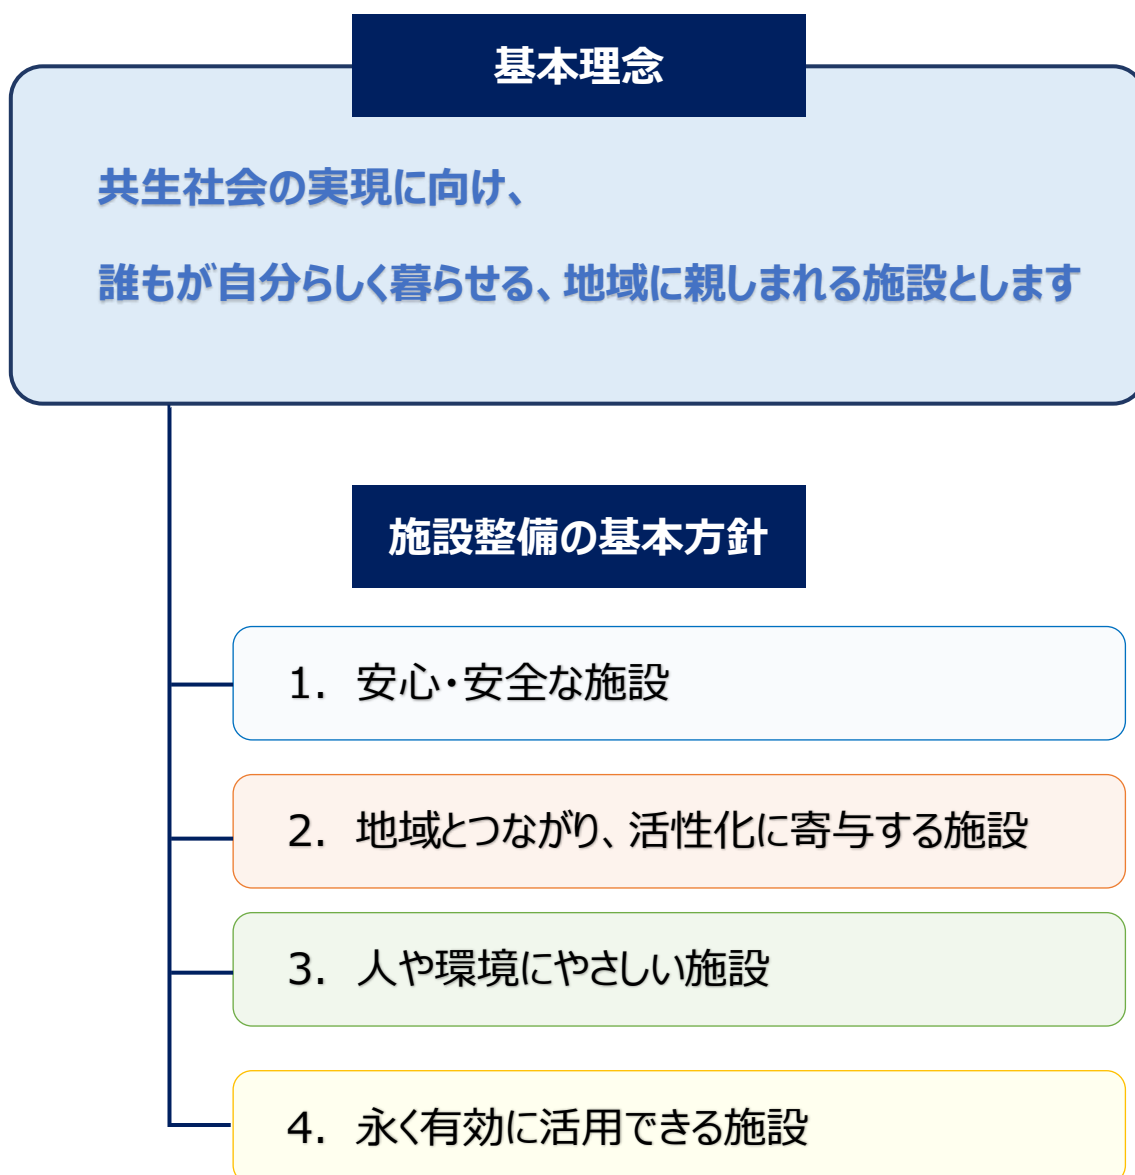 基本理念
共生社会の実現に向け、
誰もが自分らしく暮らせる、地域に親しまれる施設とします
施設整備の基本方針
1. 安心・安全な施設
2. 地域とつながり、活性化に寄与する施設
3. 人や環境にやさしい施設
4. 永く有効に活用できる施設